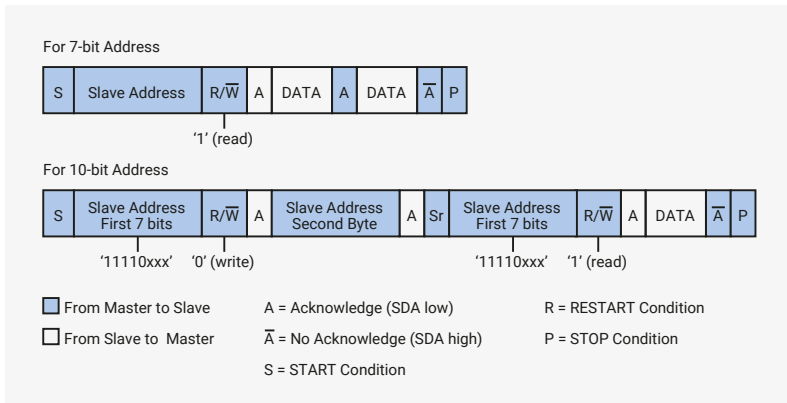 For 7-bit Address
S Slave Address R/W̅ A DATA A DATA A̅ P
‘1’ (read)
For 10-bit Address
S Slave Address First 7 bits R/W̅ A Slave Address Second Byte A Sr Slave Address First 7 bits R/W̅ A DATA A̅ P
‘11110xxx’ ‘0’ (write) ‘11110xxx’ ‘1’ (read)
From Master to Slave A = Acknowledge (SDA low) R = RESTART Condition
From Slave to Master A̅ = No Acknowledge (SDA high) P = STOP Condition
S = START Condition